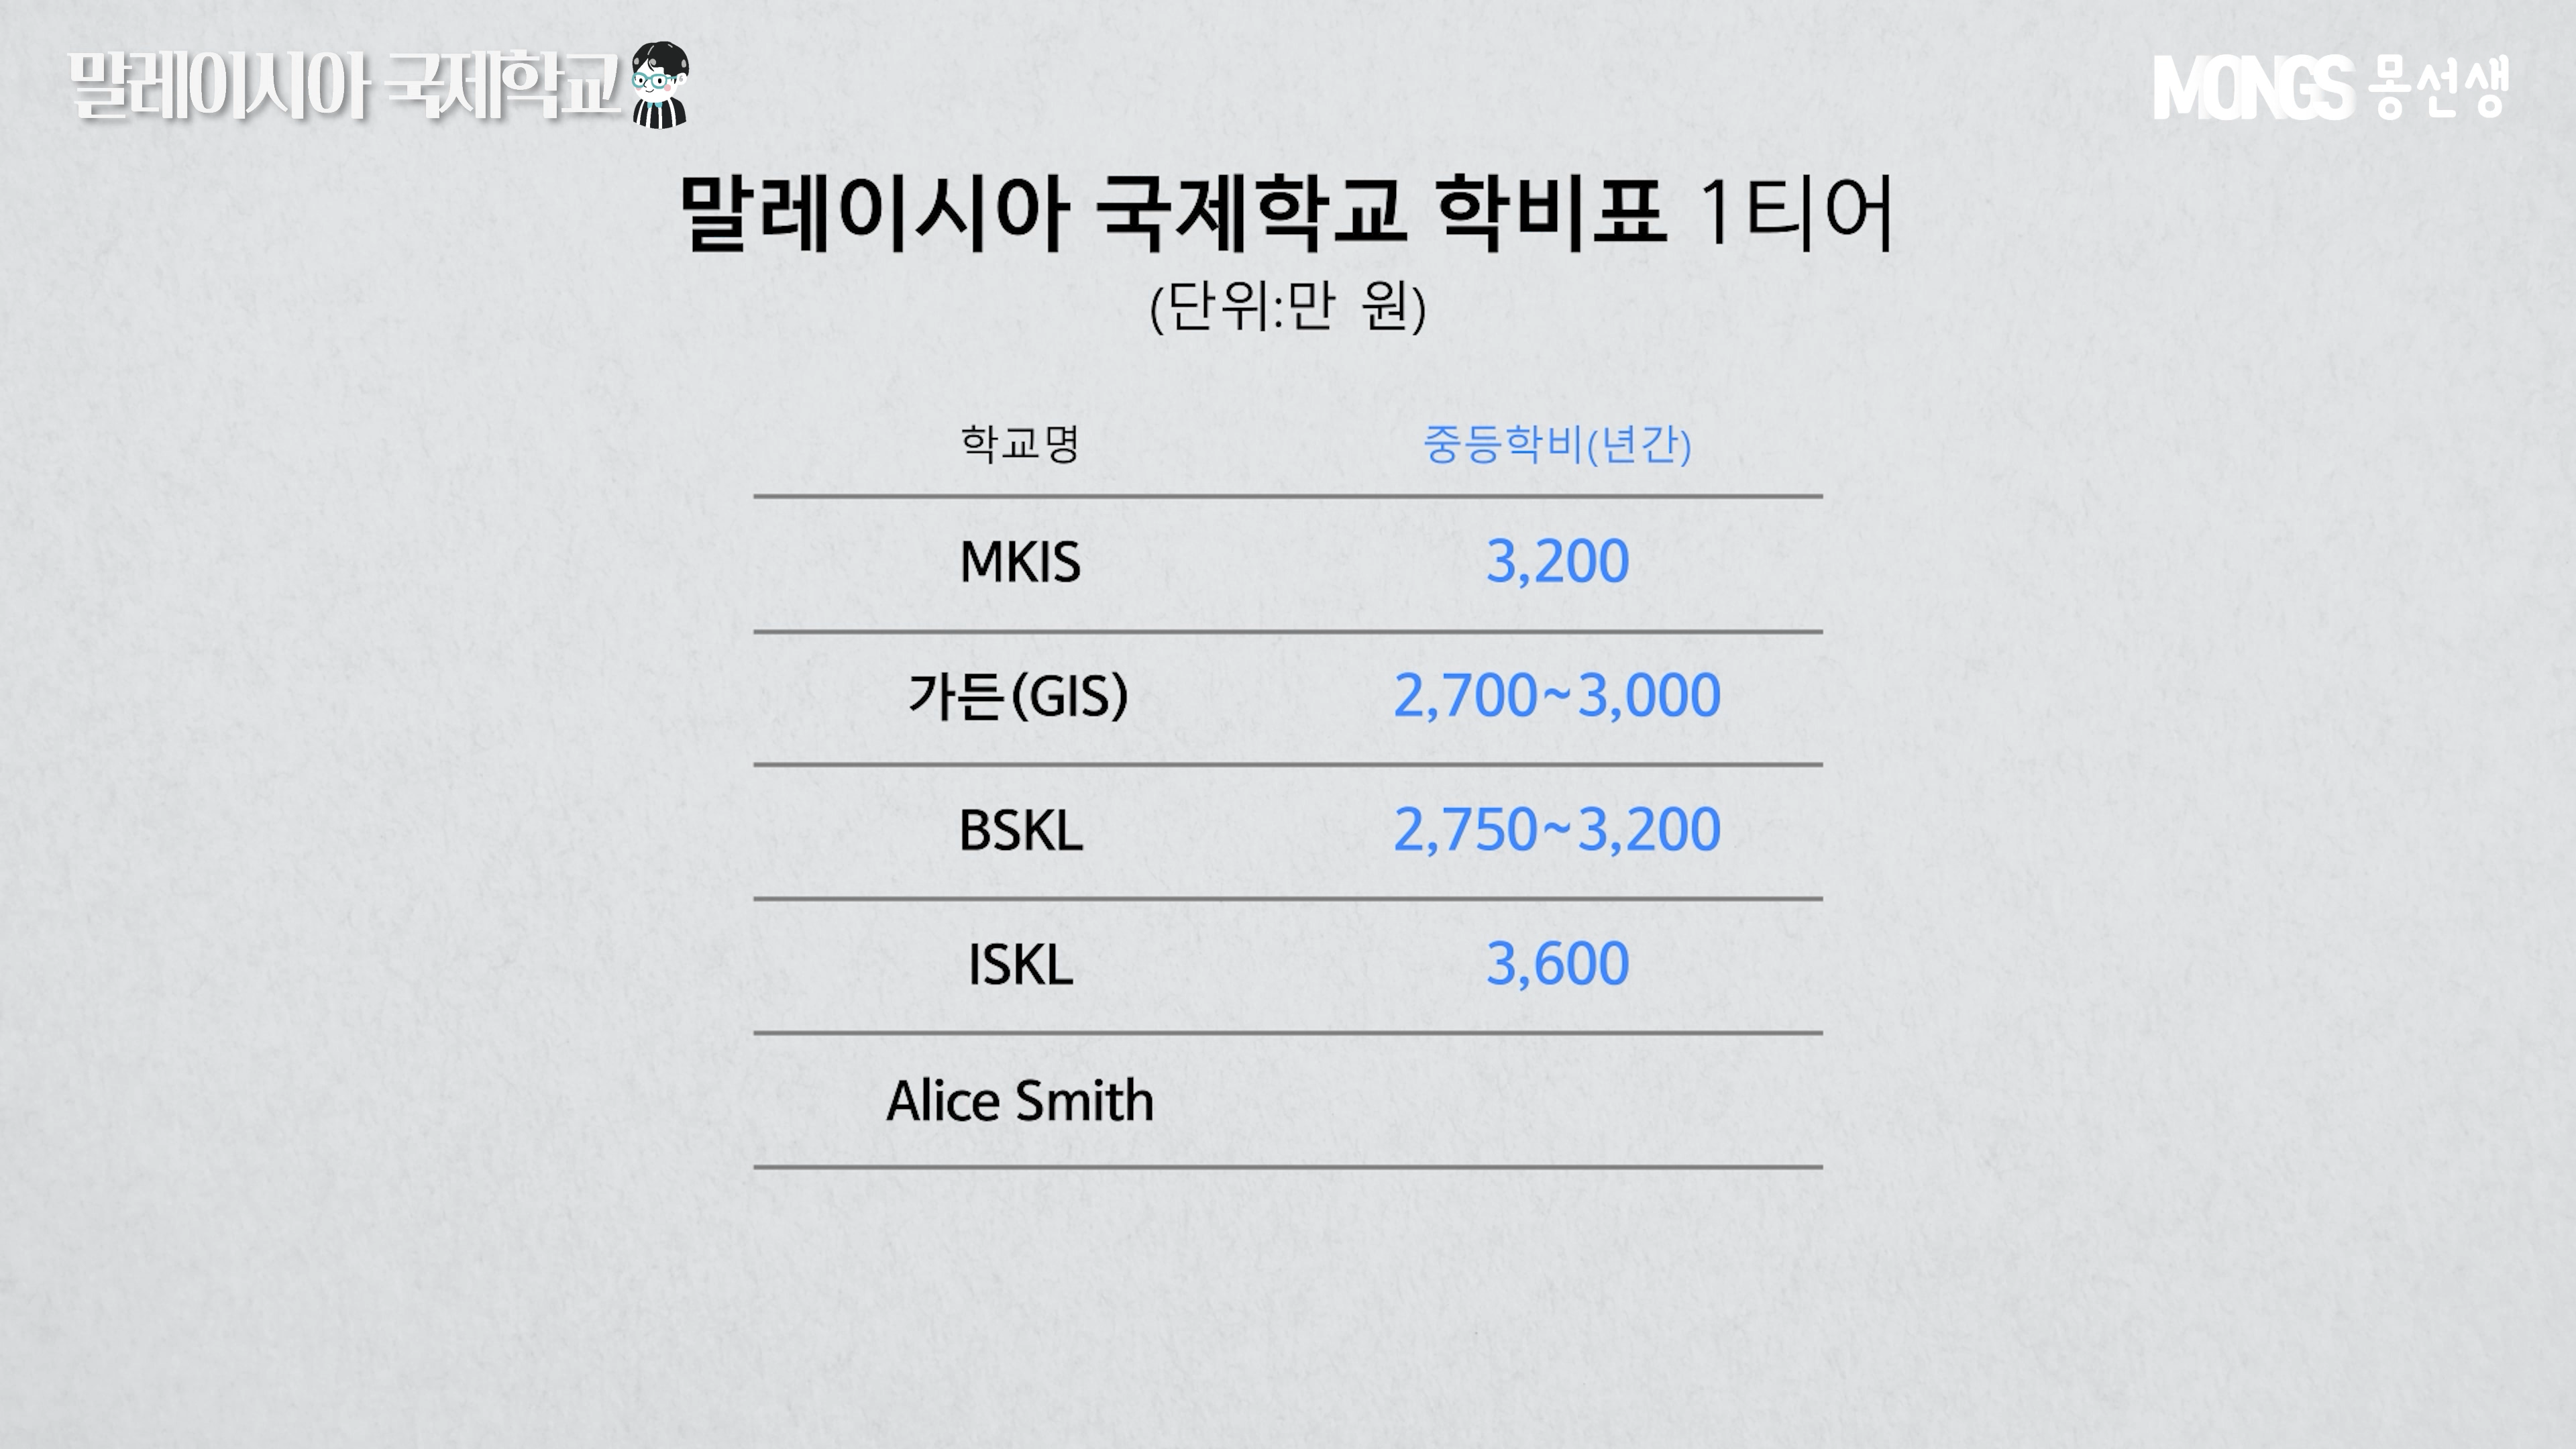 말레이시아 국제학교
MONGS 몽선생
말레이시아 국제학교 학비표 1티어
(단위:만 원)
학교명 중등학비(년간)
MKIS 3,200
가든(GIS) 2,700~3,000
BSKL 2,750~3,200
ISKL 3,600
Alice Smith